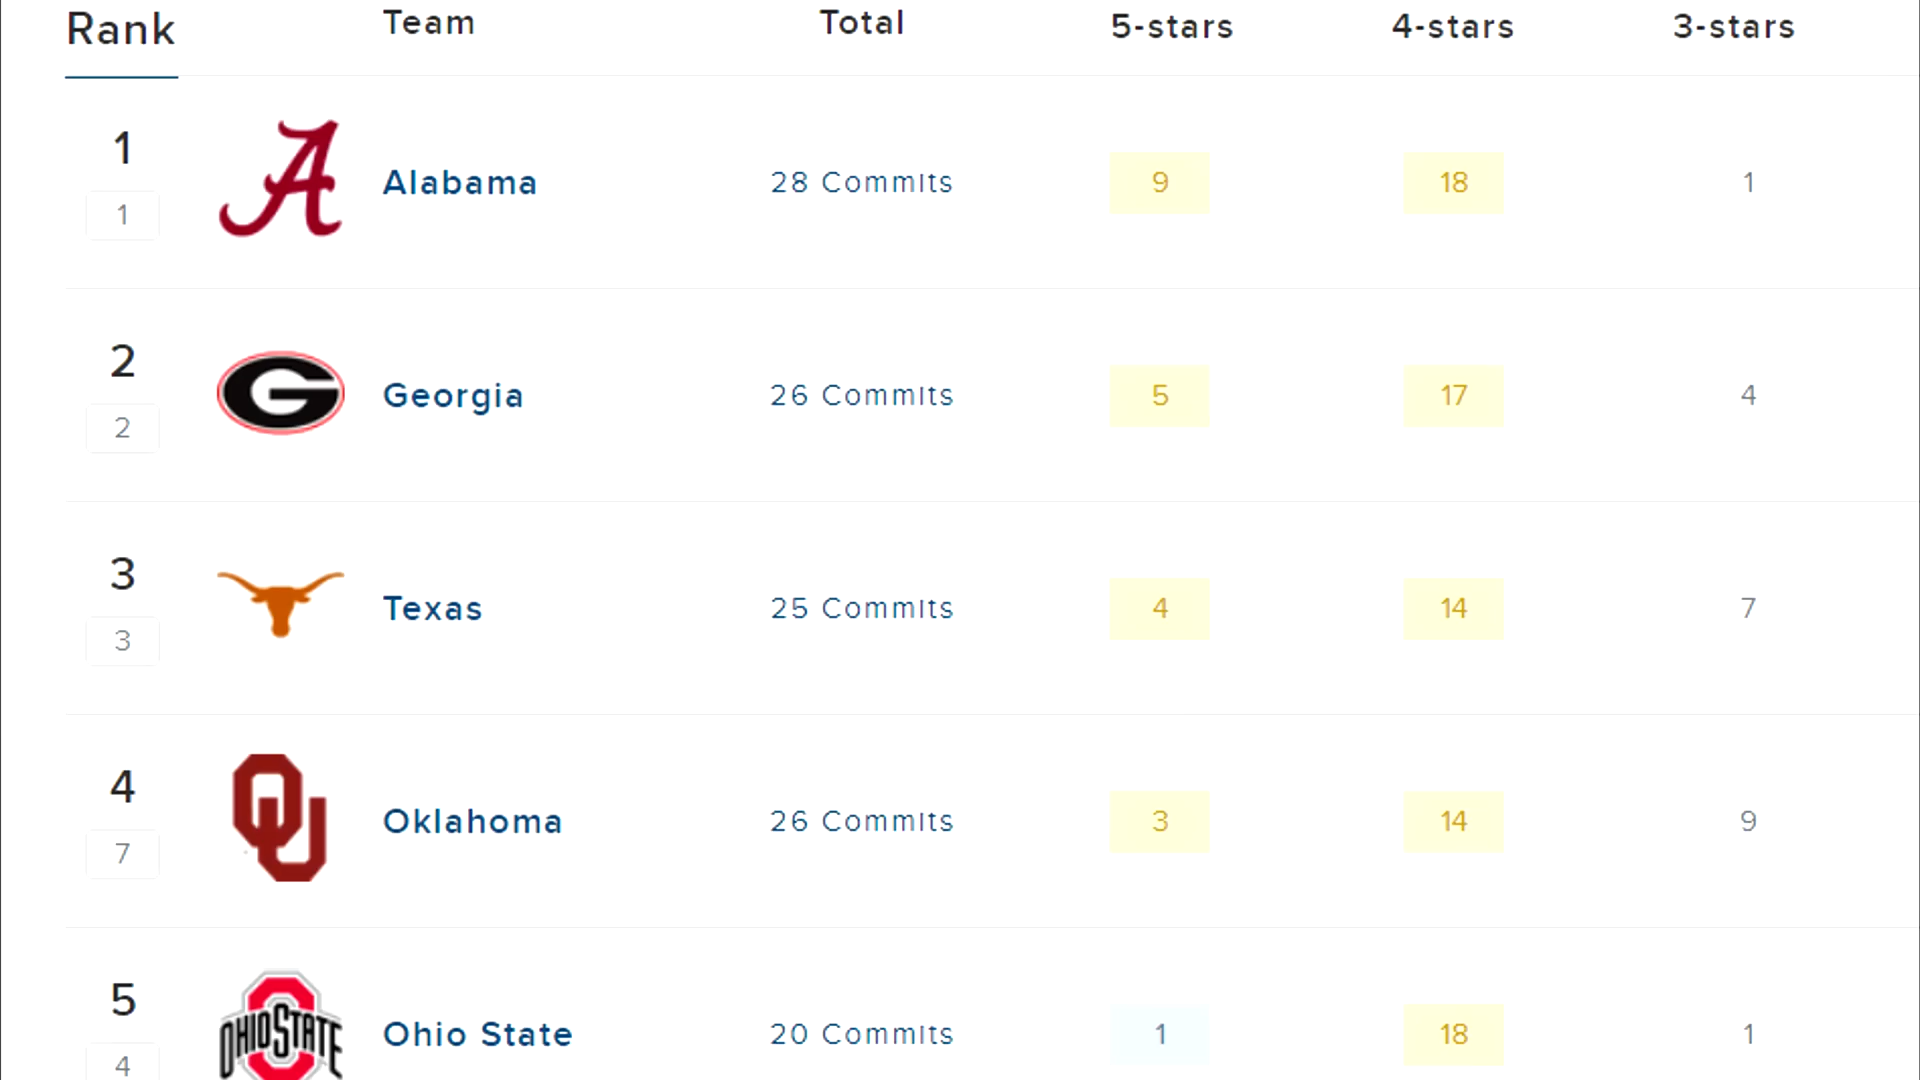 Rank Team Total 5-stars 4-stars 3-stars
1 Alabama 28 Commits 9 18 1
1
2 Georgia 26 Commits 5 17 4
2
3 Texas 25 Commits 4 14 7
3
4 Oklahoma 26 Commits 3 14 9
7
5 Ohio State 20 Commits 1 18 1
4
A
G
OU
OHIO STATE